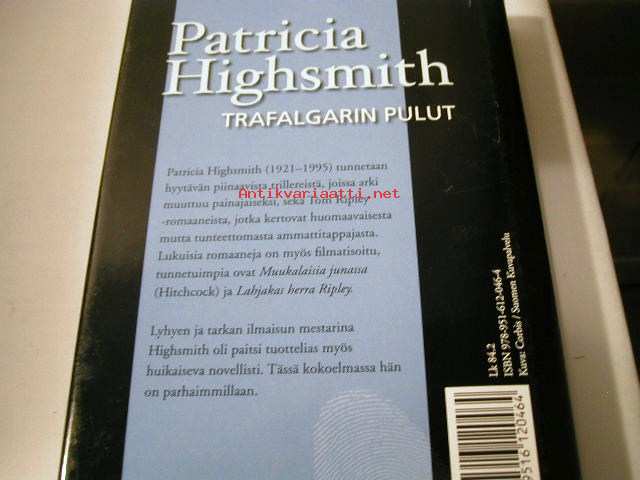 Patricia
Highsmith
TRAFALGARIN PULUT
Patricia Highsmith (1921–1995) tunnetaan
hyytävän piinaavista trillereistä, joissa arki
Antikvariaatti.net
muuttuu painajaiseksi, sekä Tom Ripley
-romaaneista, jotka kertovat huomaavaisesta
mutta tunteettomasta ammattitappajasta.
Lukuisia romaaneja on myös filmatisoitu,
tunnetuimpia ovat Muukalaisia junassa
(Hitchcock) ja Lahjakas herra Ripley.
Lyhyen ja tarkan ilmaisun mestarina
Highsmith oli paitsi tuottelias myös
huikaiseva novellisti. Tässä kokoelmassa hän
on parhaimmillaan.
Lk 84.2
ISBN 978-951-612-046-4
Kuva: Corbis / Suomen Kuvapalvelu
9516 120464